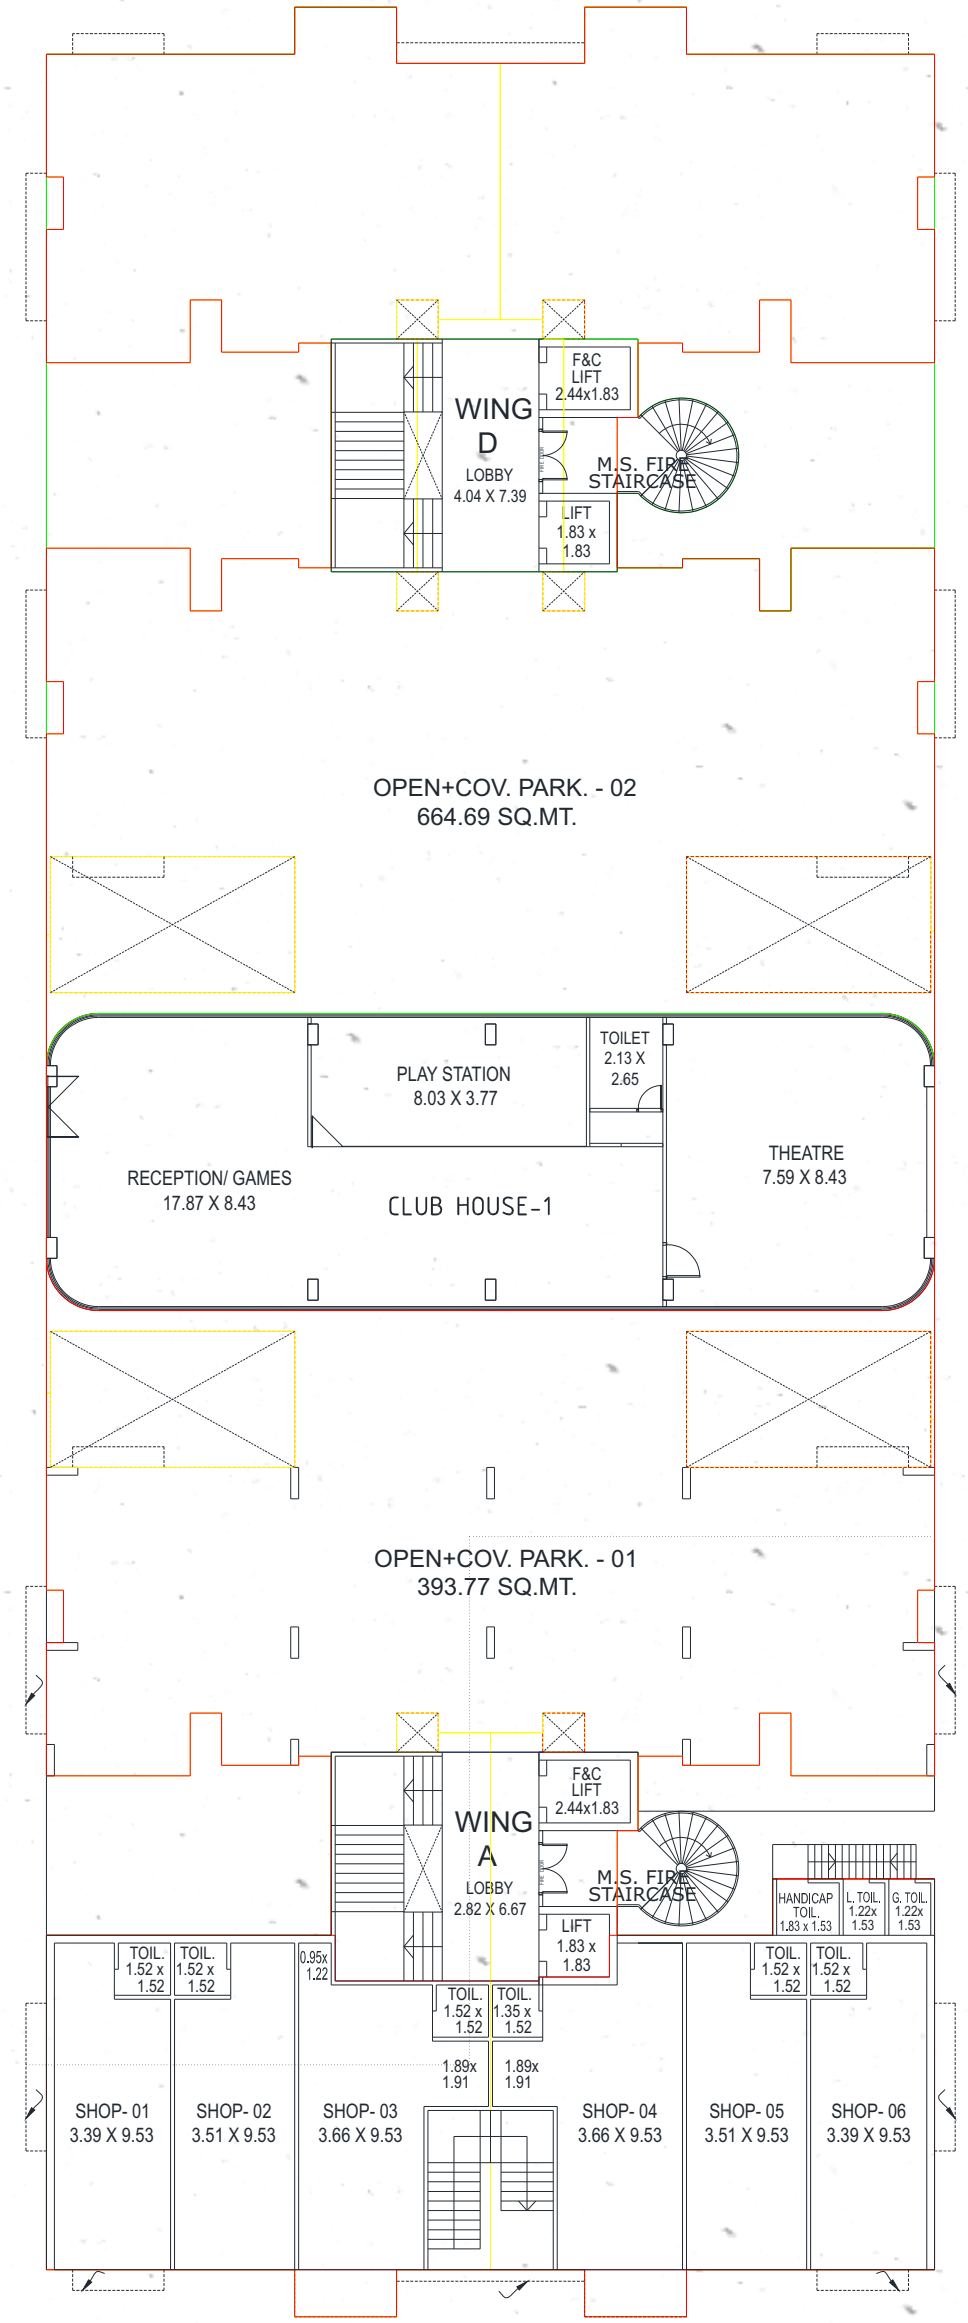 F&C
LIFT
2.44x1.83
WING
D
LOBBY
4.04 X 7.39
FIRE DOOR
M.S. FIRE
STAIRCASE
LIFT
1.83 x
1.83
OPEN+COV. PARK. - 02
664.69 SQ.MT.
TOILET
2.13 X
2.65
PLAY STATION
8.03 X 3.77
THEATRE
7.59 X 8.43
RECEPTION/ GAMES
17.87 X 8.43
CLUB HOUSE-1
OPEN+COV. PARK. - 01
393.77 SQ.MT.
F&C
LIFT
2.44x1.83
WING
A
LOBBY
2.82 X 6.67
FIRE DOOR
M.S. FIRE
STAIRCASE
LIFT
1.83 x
1.83
HANDICAP
TOIL.
1.83 x 1.53
L. TOIL.
1.22x
1.53
G. TOIL.
1.22x
1.53
TOIL.
1.52 x
1.52
TOIL.
1.52 x
1.52
0.95x
1.22
TOIL.
1.52 x
1.52
TOIL.
1.35 x
1.52
TOIL.
1.52 x
1.52
TOIL.
1.52 x
1.52
1.89x
1.91
1.89x
1.91
SHOP- 01
3.39 X 9.53
SHOP- 02
3.51 X 9.53
SHOP- 03
3.66 X 9.53
SHOP- 04
3.66 X 9.53
SHOP- 05
3.51 X 9.53
SHOP- 06
3.39 X 9.53